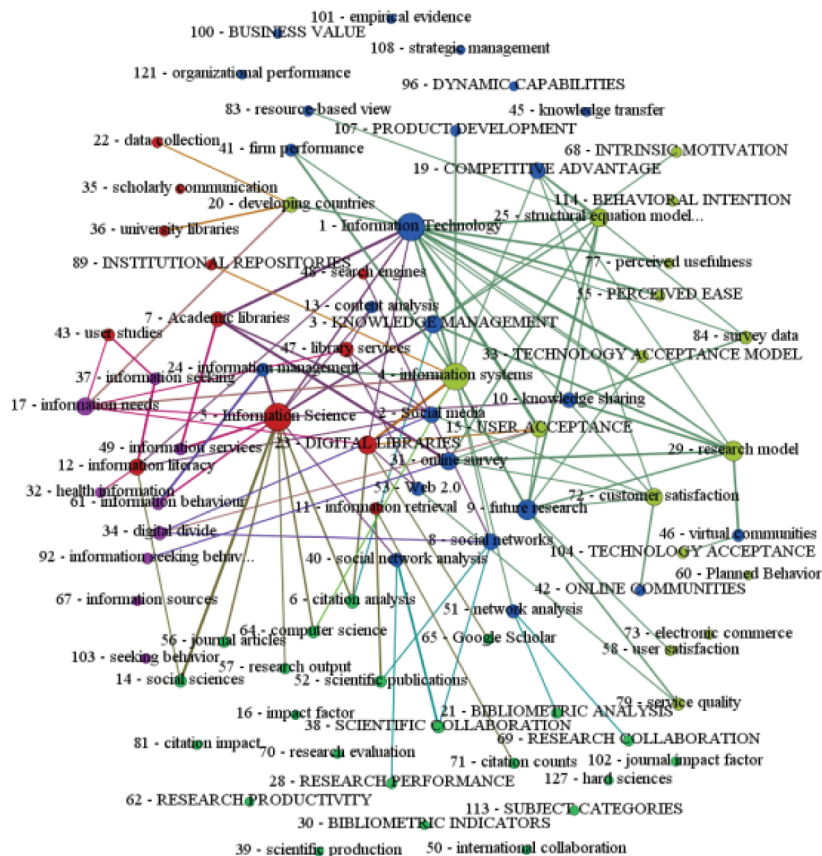 101 - empirical evidence
100 - BUSINESS VALUE
108 - strategic management
121 - organizational performance
96 - DYNAMIC CAPABILITIES
83 - resource-based view
45 - knowledge transfer
107 - PRODUCT DEVELOPMENT
22 - data collection
41 - firm performance
68 - INTRINSIC MOTIVATION
19 - COMPETITIVE ADVANTAGE
35 - scholarly communication
20 - developing countries
114 - BEHAVIORAL INTENTION
25 - structural equation model...
1 - Information Technology
36 - university libraries
89 - INSTITUTIONAL REPOSITORIES
48 - search engines
77 - perceived usefulness
55 - PERCEIVED EASE
13 - content analysis
7 - Academic libraries
3 - KNOWLEDGE MANAGEMENT
43 - user studies
84 - survey data
47 - library services
33 - TECHNOLOGY ACCEPTANCE MODEL
24 - information management
37 - information seeking
4 - information systems
10 - knowledge sharing
17 - information needs
5 - Information Science
2 - Social media
15 - USER ACCEPTANCE
23 - DIGITAL LIBRARIES
49 - information services
29 - research model
12 - information literacy
31 - online survey
32 - health information
53 - Web 2.0
72 - customer satisfaction
61 - information behaviour
11 - information retrieval
9 - future research
34 - digital divide
46 - virtual communities
8 - social networks
92 - information seeking behav...
40 - social network analysis
104 - TECHNOLOGY ACCEPTANCE
60 - Planned Behavior
42 - ONLINE COMMUNITIES
67 - information sources
6 - citation analysis
51 - network analysis
64 - computer science
73 - electronic commerce
56 - journal articles
65 - Google Scholar
58 - user satisfaction
103 - seeking behavior
57 - research output
14 - social sciences
52 - scientific publications
79 - service quality
16 - impact factor
21 - BIBLIOMETRIC ANALYSIS
38 - SCIENTIFIC COLLABORATION
69 - RESEARCH COLLABORATION
81 - citation impact
70 - research evaluation
71 - citation counts
102 - journal impact factor
28 - RESEARCH PERFORMANCE
127 - hard sciences
62 - RESEARCH PRODUCTIVITY
113 - SUBJECT CATEGORIES
30 - BIBLIOMETRIC INDICATORS
39 - scientific production
50 - international collaboration